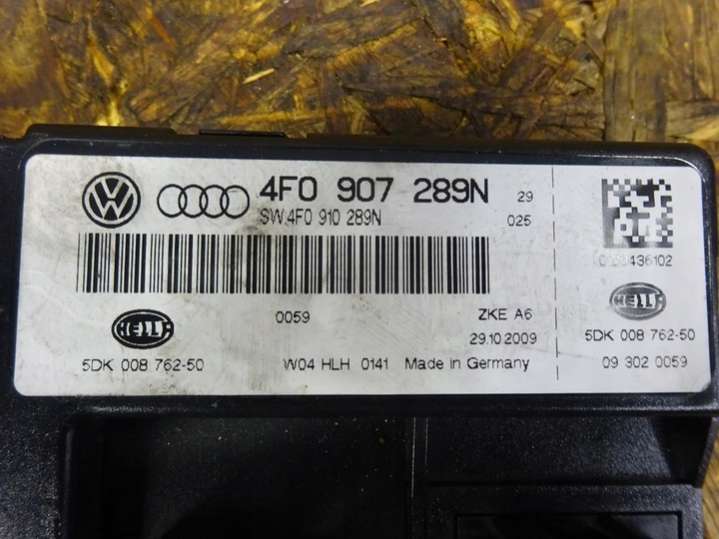 4F0 907 289N 29
SW.4F0 910 289N 025
0059 ZKE A6
29.10.2009
HELLA
5DK 008 762-50 W04 HLH 0141 Made in Germany
HELLA
5DK 008 762-50
09 302 0059